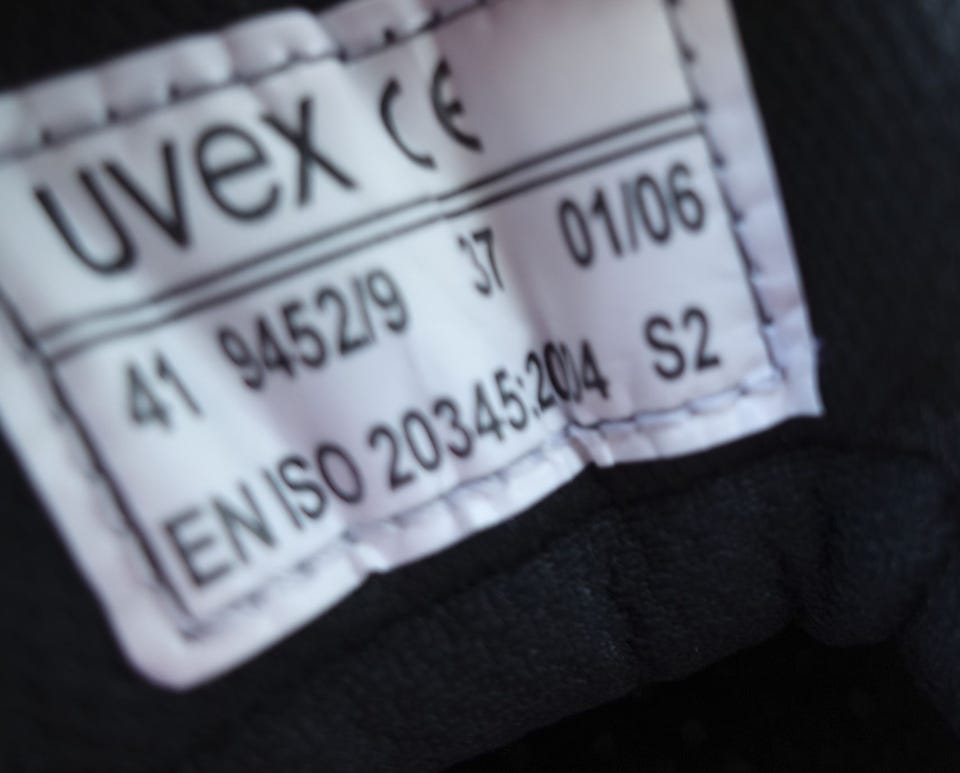 uvex CE
41 9452/9 37 01/06
EN ISO 20345:2004 S2